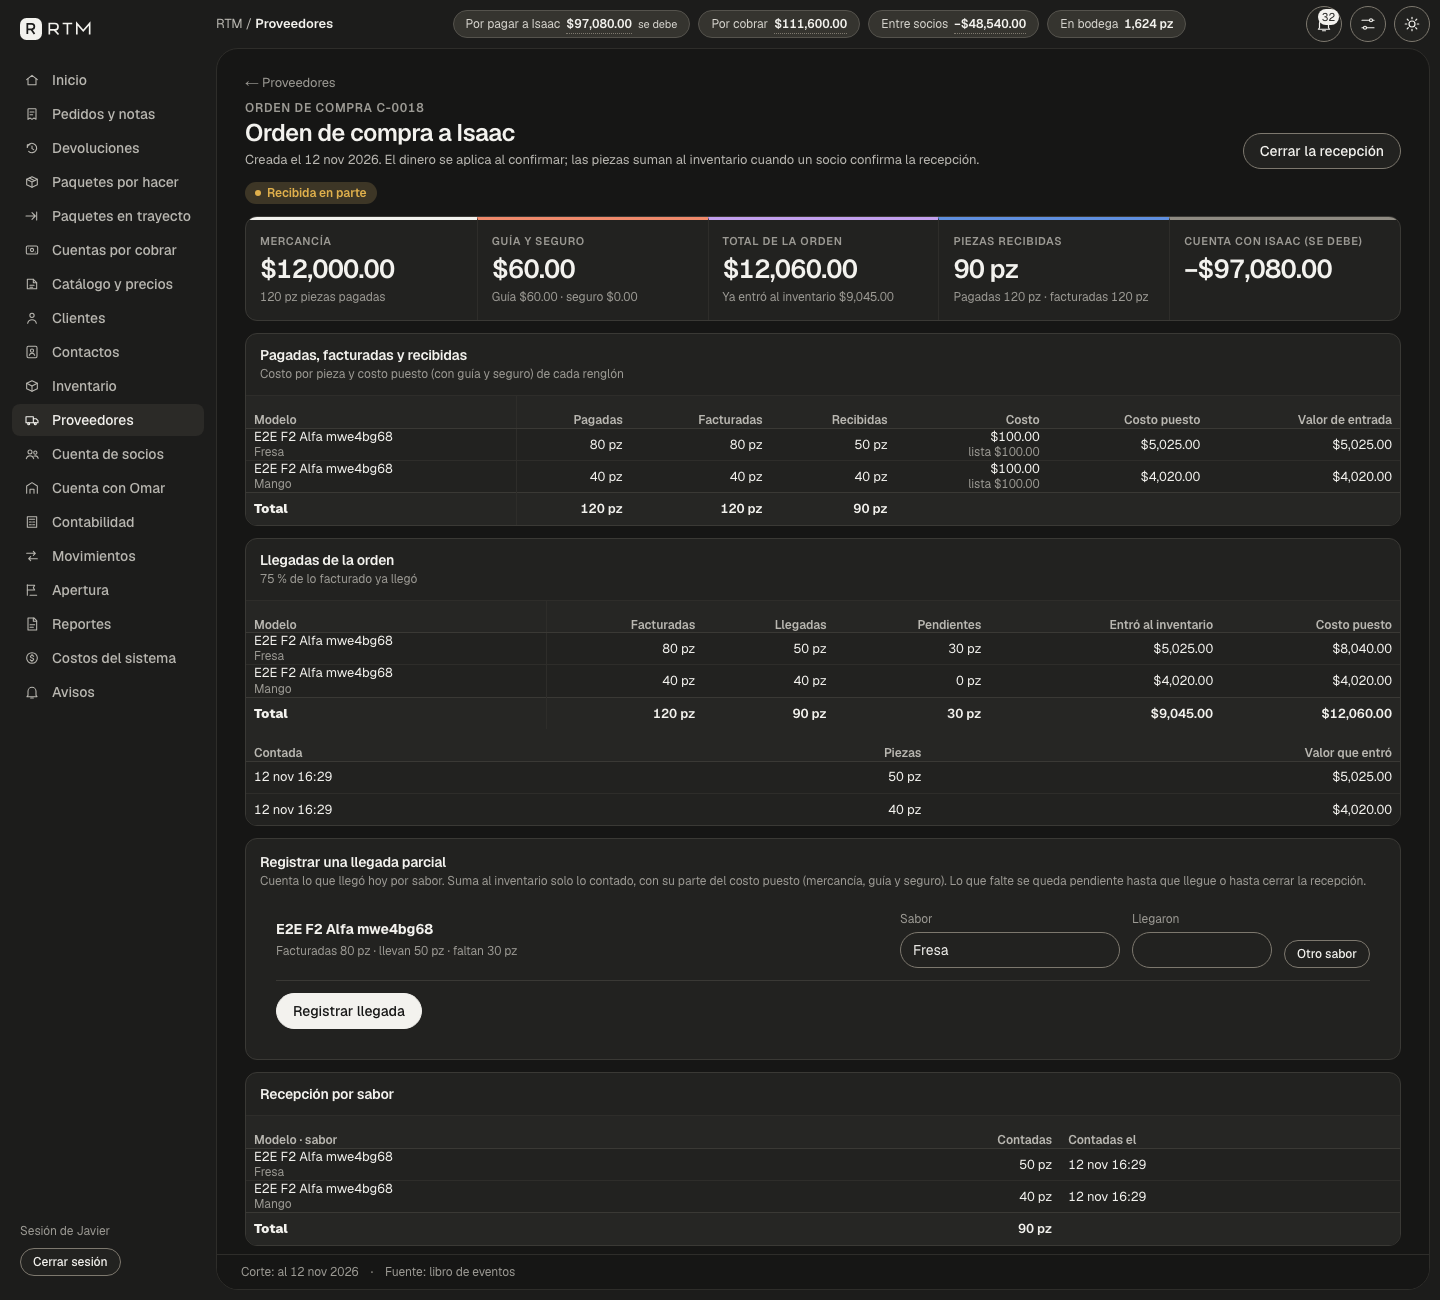 R RTM
RTM / Proveedores
Por pagar a Isaac $97,080.00 se debe
Por cobrar $111,600.00
Entre socios −$48,540.00
En bodega 1,624 pz
32
Inicio
Pedidos y notas
Devoluciones
Paquetes por hacer
Paquetes en trayecto
Cuentas por cobrar
Catálogo y precios
Clientes
Contactos
Inventario
Proveedores
Cuenta de socios
Cuenta con Omar
Contabilidad
Movimientos
Apertura
Reportes
Costos del sistema
Avisos
Sesión de Javier
Cerrar sesión
← Proveedores
ORDEN DE COMPRA C-0018
Orden de compra a Isaac
Creada el 12 nov 2026. El dinero se aplica al confirmar; las piezas suman al inventario cuando un socio confirma la recepción.
Cerrar la recepción
Recibida en parte
MERCANCÍA
$12,000.00
120 pz piezas pagadas
GUÍA Y SEGURO
$60.00
Guía $60.00 · seguro $0.00
TOTAL DE LA ORDEN
$12,060.00
Ya entró al inventario $9,045.00
PIEZAS RECIBIDAS
90 pz
Pagadas 120 pz · facturadas 120 pz
CUENTA CON ISAAC (SE DEBE)
−$97,080.00
Pagadas, facturadas y recibidas
Costo por pieza y costo puesto (con guía y seguro) de cada renglón
Modelo Pagadas Facturadas Recibidas Costo Costo puesto Valor de entrada
E2E F2 Alfa mwe4bg68 80 pz 80 pz 50 pz $100.00 $5,025.00 $5,025.00
Fresa lista $100.00
E2E F2 Alfa mwe4bg68 40 pz 40 pz 40 pz $100.00 $4,020.00 $4,020.00
Mango lista $100.00
Total 120 pz 120 pz 90 pz
Llegadas de la orden
75 % de lo facturado ya llegó
Modelo Facturadas Llegadas Pendientes Entró al inventario Costo puesto
E2E F2 Alfa mwe4bg68 80 pz 50 pz 30 pz $5,025.00 $8,040.00
Fresa
E2E F2 Alfa mwe4bg68 40 pz 40 pz 0 pz $4,020.00 $4,020.00
Mango
Total 120 pz 90 pz 30 pz $9,045.00 $12,060.00
Contada Piezas Valor que entró
12 nov 16:29 50 pz $5,025.00
12 nov 16:29 40 pz $4,020.00
Registrar una llegada parcial
Cuenta lo que llegó hoy por sabor. Suma al inventario solo lo contado, con su parte del costo puesto (mercancía, guía y seguro). Lo que falte se queda pendiente hasta que llegue o hasta cerrar la recepción.
E2E F2 Alfa mwe4bg68
Facturadas 80 pz · llevan 50 pz · faltan 30 pz
Sabor
Fresa
Llegaron
Otro sabor
Registrar llegada
Recepción por sabor
Modelo · sabor Contadas Contadas el
E2E F2 Alfa mwe4bg68 50 pz 12 nov 16:29
Fresa
E2E F2 Alfa mwe4bg68 40 pz 12 nov 16:29
Mango
Total 90 pz
Corte: al 12 nov 2026 · Fuente: libro de eventos